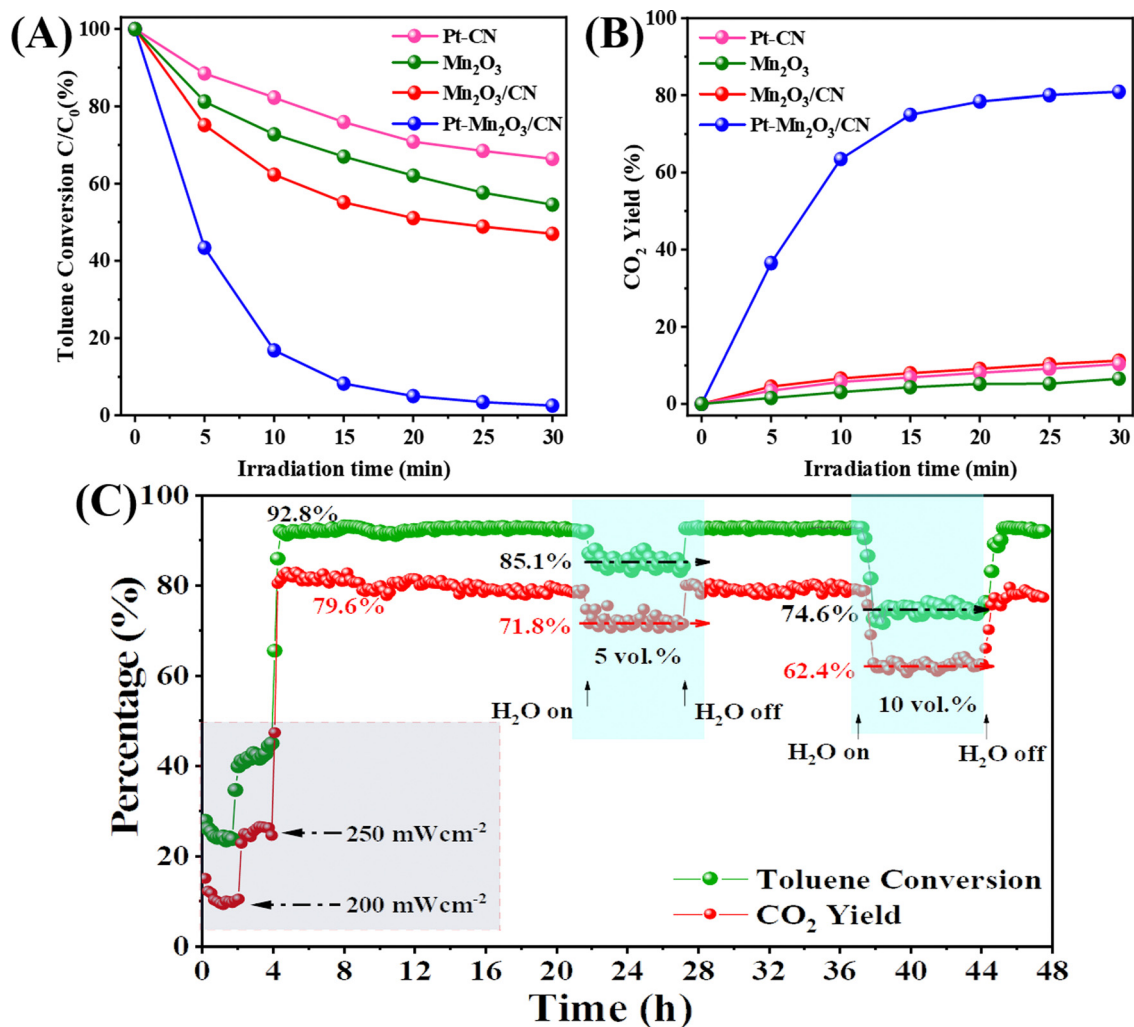 (A)
Toluene Conversion C/C₀(%)
100
80
60
40
20
0
Pt-CN
Mn₂O₃
Mn₂O₃/CN
Pt-Mn₂O₃/CN
0 5 10 15 20 25 30
Irradiation time (min)
(B)
CO₂ Yield (%)
100
80
60
40
20
0
Pt-CN
Mn₂O₃
Mn₂O₃/CN
Pt-Mn₂O₃/CN
0 5 10 15 20 25 30
Irradiation time (min)
(C)
Percentage (%)
100
80
60
40
20
0
92.8%
79.6%
85.1%
71.8%
5 vol.%
H₂O on
H₂O off
74.6%
62.4%
10 vol.%
H₂O on
H₂O off
250 mWcm⁻²
200 mWcm⁻²
Toluene Conversion
CO₂ Yield
0 4 8 12 16 20 24 28 32 36 40 44 48
Time (h)